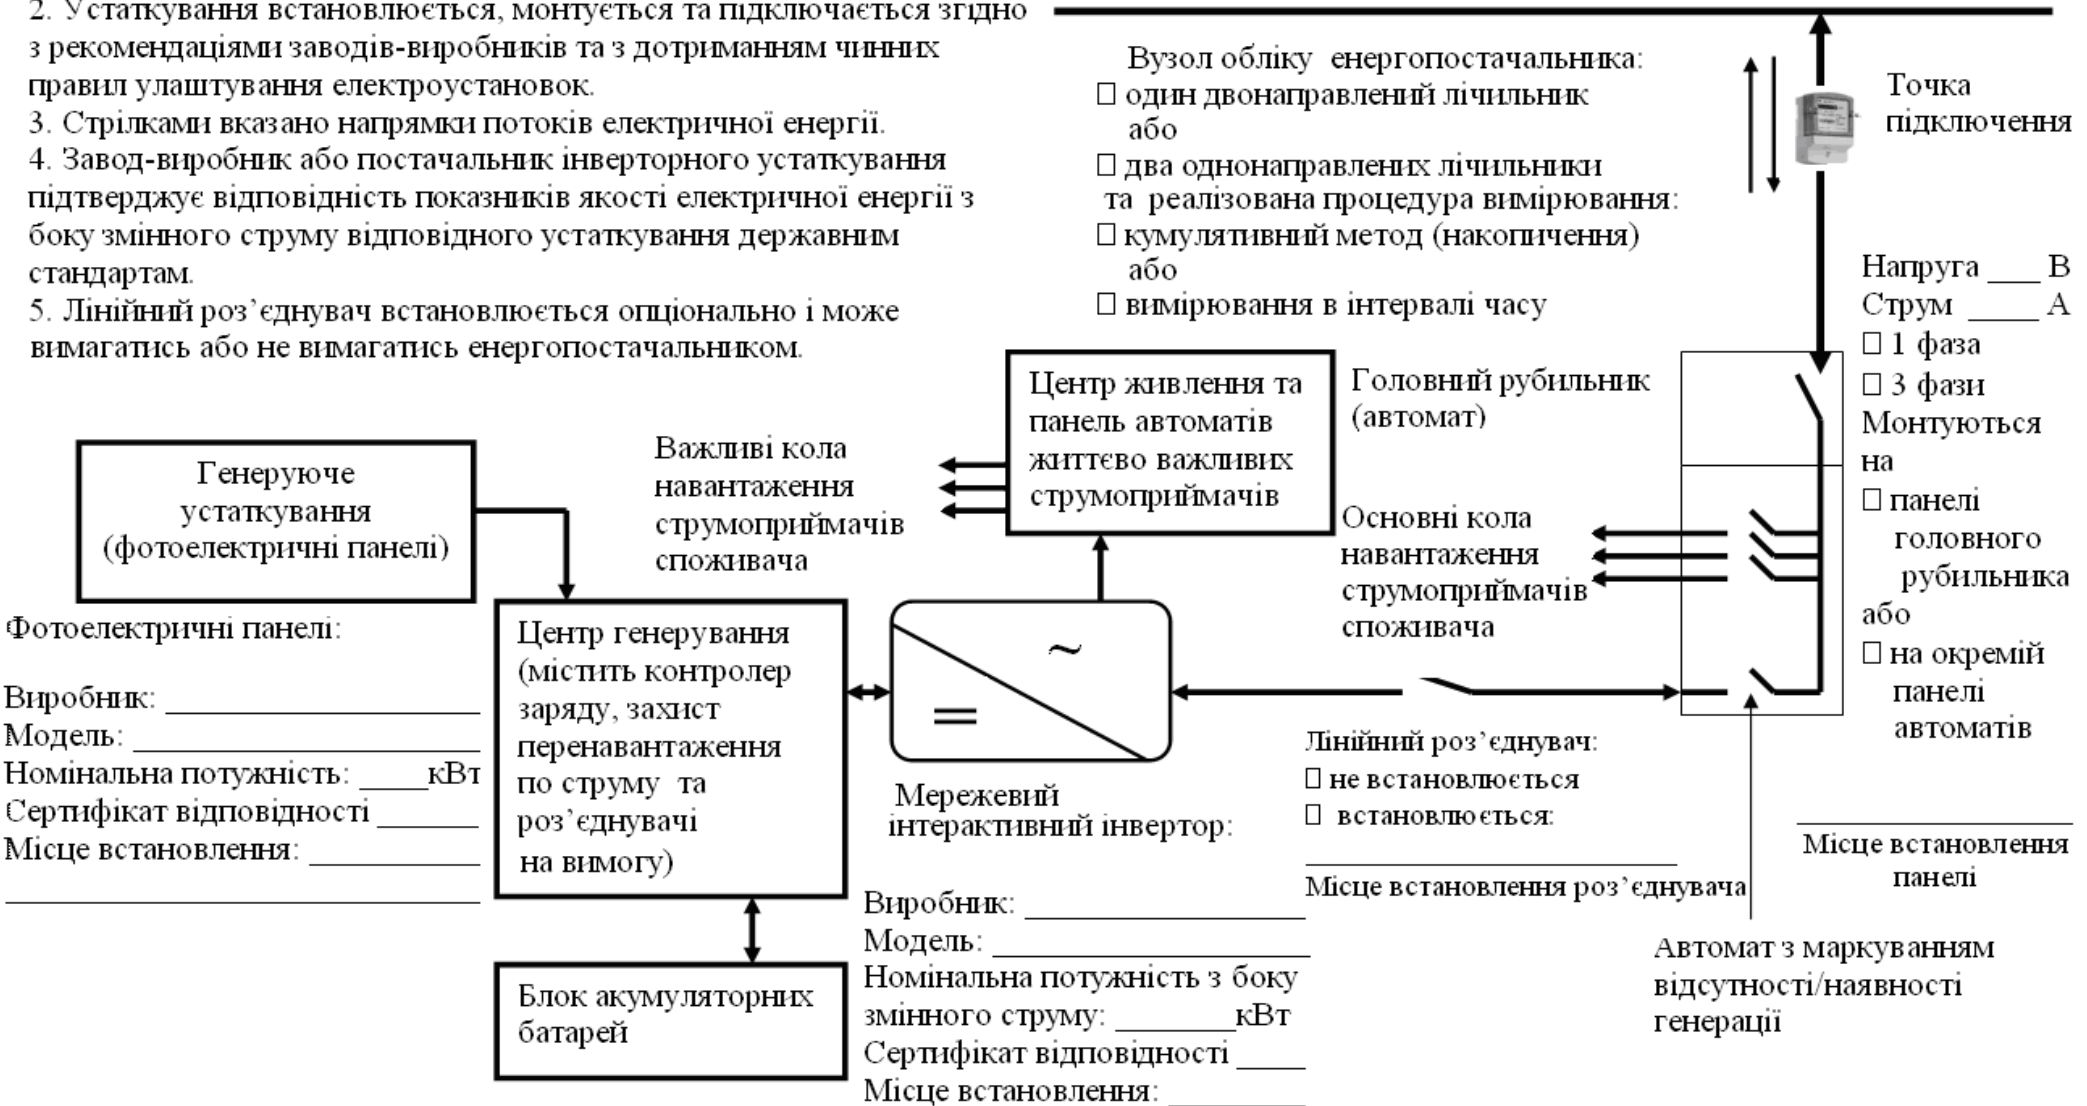 2. Устаткування встановлюється, монтується та підключається згідно
з рекомендаціями заводів-виробників та з дотриманням чинних
правил улаштування електроустановок.
3. Стрілками вказано напрямки потоків електричної енергії.
4. Завод-виробник або постачальник інверторного устаткування
підтверджує відповідність показників якості електричної енергії з
боку змінного струму відповідного устаткування державним
стандартам.
5. Лінійний роз’єднувач встановлюється опціонально і може
вимагатись або не вимагатись енергопостачальником.
Вузол обліку енергопостачальника:
□ один двонаправлений лічильник
або
□ два однонаправлених лічильники
та реалізована процедура вимірювання:
□ кумулятивний метод (накопичення)
або
□ вимірювання в інтервалі часу
Точка
підключення
Напруга ___ В
Струм ____ А
□ 1 фаза
□ 3 фази
Монтуються
на
□ панелі
головного
рубильника
або
□ на окремій
панелі
автоматів
Місце встановлення
панелі
Центр живлення та
панель автоматів
життєво важливих
струмоприймачів
Головний рубильник
(автомат)
Важливі кола
навантаження
струмоприймачів
споживача
Основні кола
навантаження
струмоприймачів
споживача
Генеруюче
устаткування
(фотоелектричні панелі)
Фотоелектричні панелі:
Виробник: ____________________
Модель: ______________________
Номінальна потужність: ____кВт
Сертифікат відповідності ______
Місце встановлення: __________
Центр генерування
(містить контролер
заряду, захист
перенавантаження
по струму та
роз’єднувачі
на вимогу)
~
=
Мережевий
інтерактивний інвертор:
Лінійний роз’єднувач:
□ не встановлюється
□ встановлюється:
Місце встановлення роз’єднувача
Блок акумуляторних
батарей
Виробник: ________________
Модель: __________________
Номінальна потужність з боку
змінного струму: _______кВт
Сертифікат відповідності ____
Місце встановлення: ________
Автомат з маркуванням
відсутності/наявності
генерації